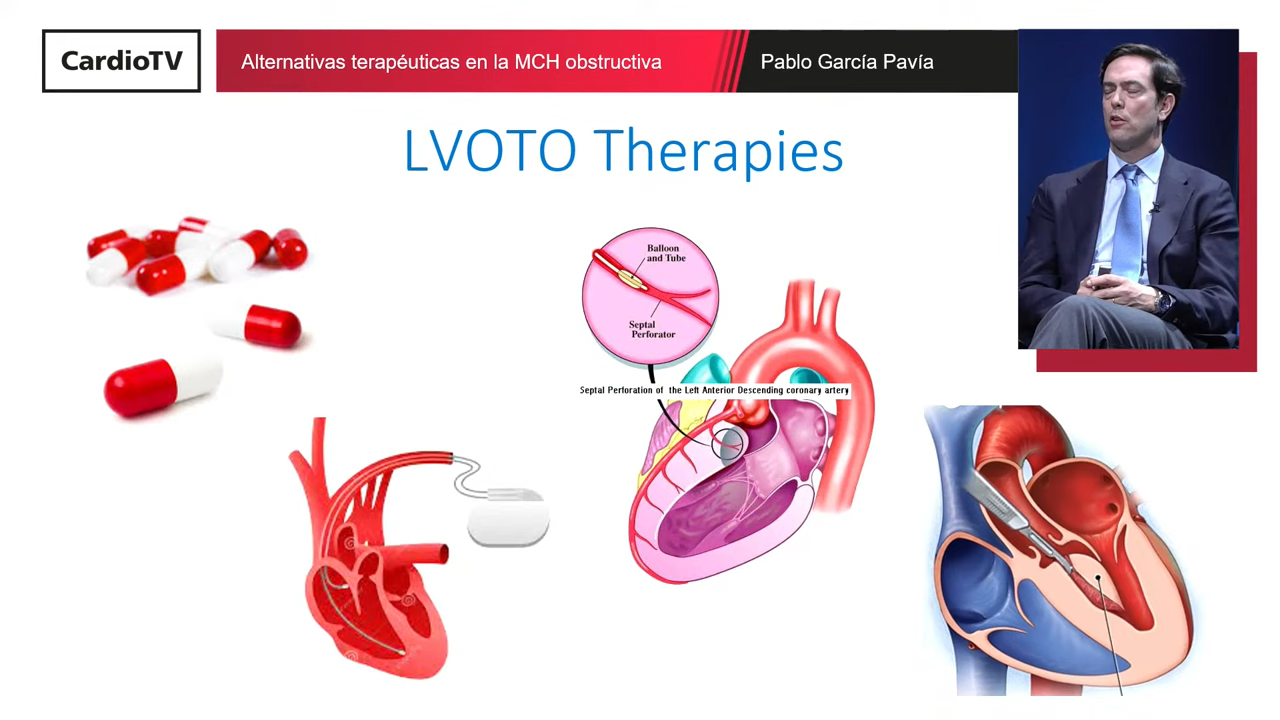 CardioTV
Alternativas terapéuticas en la MCH obstructiva
Pablo García Pavía
LVOTO Therapies
Balloon
and Tube
Septal
Perforator
Septal Perforation of the Left Anterior Descending coronary artery